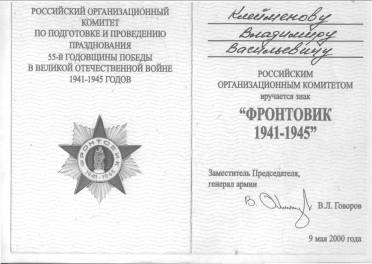 РОССИЙСКИЙ ОРГАНИЗАЦИОННЫЙ
КОМИТЕТ
ПО ПОДГОТОВКЕ И ПРОВЕДЕНИЮ
ПРАЗДНОВАНИЯ
55-Й ГОДОВЩИНЫ ПОБЕДЫ
В ВЕЛИКОЙ ОТЕЧЕСТВЕННОЙ ВОЙНЕ
1941-1945 ГОДОВ
ФРОНТОВИК
1941-1945
Клейменову
Владимиру
Васильевичу
РОССИЙСКИМ
ОРГАНИЗАЦИОННЫМ КОМИТЕТОМ
вручается знак
“ФРОНТОВИК
1941-1945”
Заместитель Председателя,
генерал армии
В.Л. Говоров
9 мая 2000 года